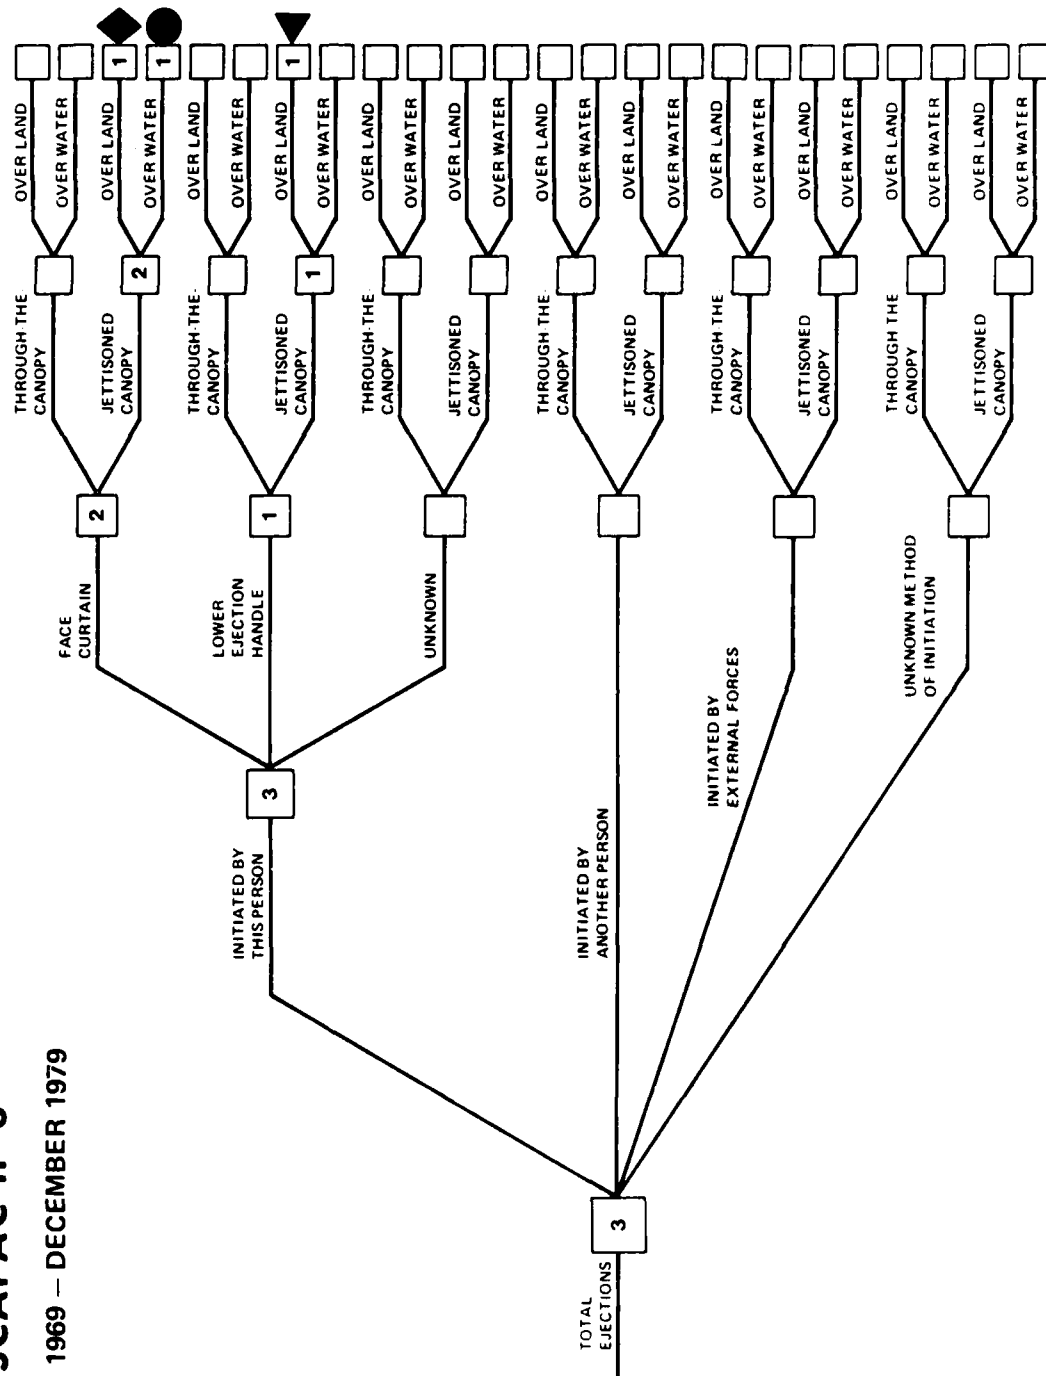 1969 – DECEMBER 1979
TOTAL
EJECTIONS
3
INITIATED BY
THIS PERSON
3
INITIATED BY
ANOTHER PERSON
INITIATED BY
EXTERNAL FORCES
UNKNOWN METHOD
OF INITIATION
FACE
CURTAIN
2
LOWER
EJECTION
HANDLE
1
UNKNOWN
THROUGH-THE
CANOPY
JETTISONED
CANOPY
2
THROUGH-THE-
CANOPY
JETTISONED
CANOPY
1
THROUGH-THE
CANOPY
JETTISONED
CANOPY
THROUGH-THE-
CANOPY
JETTISONED
CANOPY
THROUGH-THE
CANOPY
JETTISONED
CANOPY
THROUGH THE
CANOPY
JETTISONED
CANOPY
OVER LAND
OVER WATER
OVER LAND
1
OVER WATER
1
OVER LAND
OVER WATER
OVER LAND
1
OVER WATER
OVER LAND
OVER WATER
OVER LAND
OVER WATER
OVER LAND
OVER WATER
OVER LAND
OVER WATER
OVER LAND
OVER WATER
OVER LAND
OVER WATER
OVER LAND
OVER WATER
OVER LAND
OVER WATER